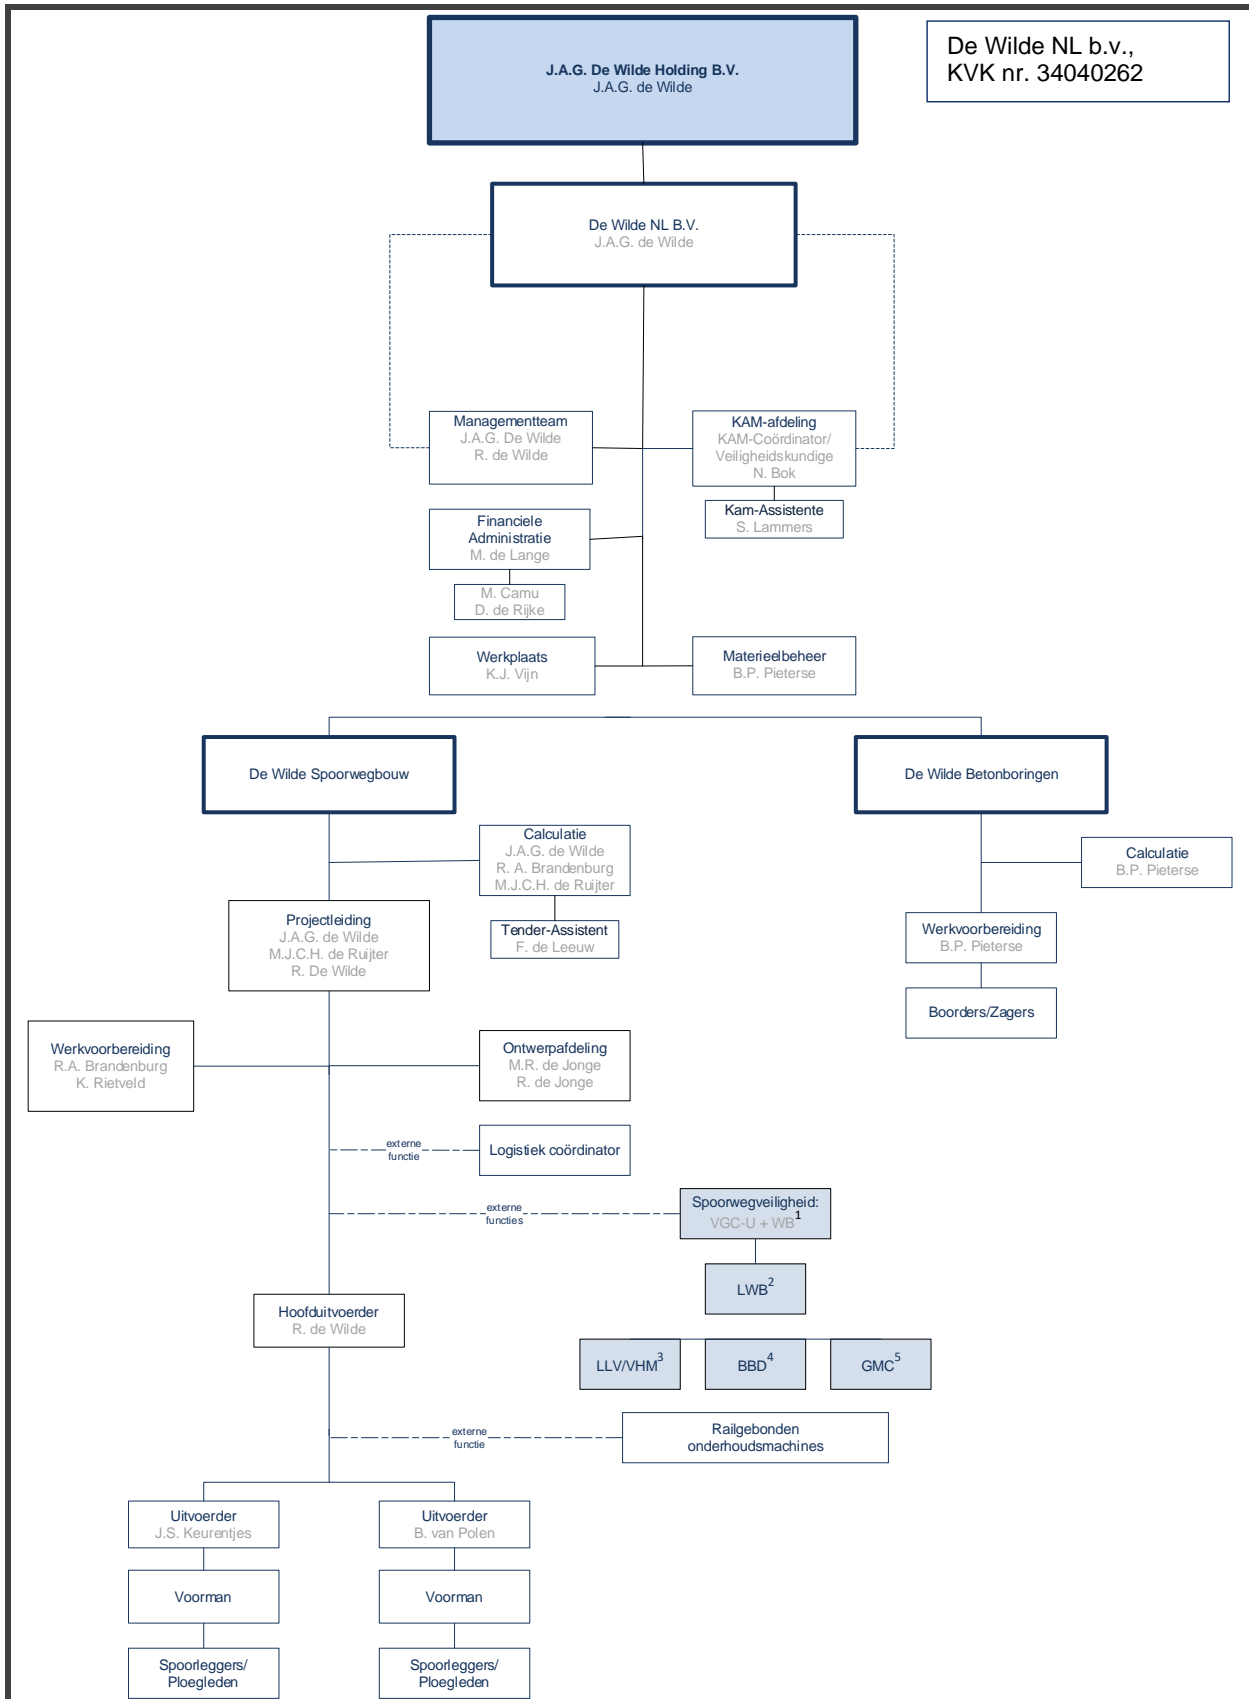 De Wilde NL b.v.,
KVK nr. 34040262
J.A.G. De Wilde Holding B.V.
J.A.G. de Wilde
De Wilde NL B.V.
J.A.G. de Wilde
Managementteam
J.A.G. De Wilde
R. de Wilde
KAM-afdeling
KAM-Coördinator/
Veiligheidskundige
N. Bok
Kam-Assistente
S. Lammers
Financiele
Administratie
M. de Lange
M. Camu
D. de Rijke
Werkplaats
K.J. Vijn
Materieelbeheer
B.P. Pieterse
De Wilde Spoorwegbouw
De Wilde Betonboringen
Calculatie
J.A.G. de Wilde
R. A. Brandenburg
M.J.C.H. de Ruijter
Tender-Assistent
F. de Leeuw
Calculatie
B.P. Pieterse
Projectleiding
J.A.G. de Wilde
M.J.C.H. de Ruijter
R. De Wilde
Werkvoorbereiding
B.P. Pieterse
Boorders/Zagers
Werkvoorbereiding
R.A. Brandenburg
K. Rietveld
Ontwerpafdeling
M.R. de Jonge
R. de Jonge
externe
functie
Logistiek coördinator
externe
functies
Spoorwegveiligheid:
VGC-U + WB1
LWB2
Hoofduitvoerder
R. de Wilde
LLV/VHM3
BBD4
GMC5
externe
functie
Railgebonden
onderhoudsmachines
Uitvoerder
J.S. Keurentjes
Uitvoerder
B. van Polen
Voorman
Voorman
Spoorleggers/
Ploegleden
Spoorleggers/
Ploegleden